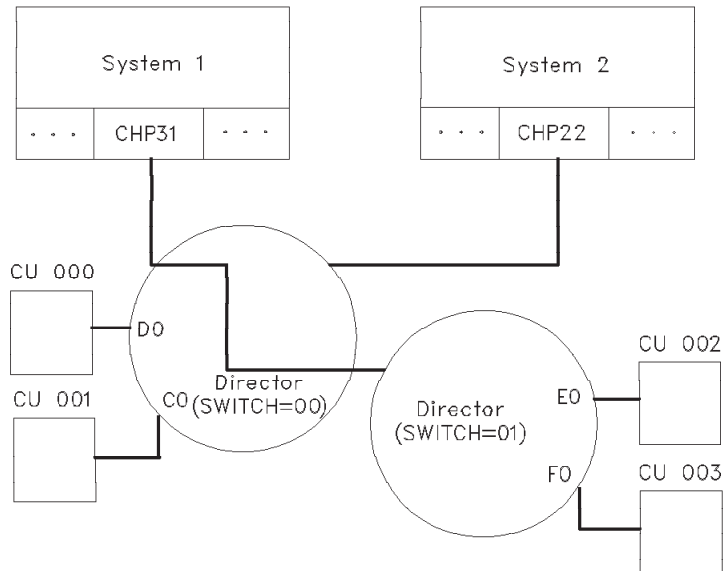 System 1
System 2
· · · CHP31 · · ·
· · · CHP22 · · ·
CU 000
D0
CU 001
C0
Director
(SWITCH=00)
Director
(SWITCH=01)
E0
CU 002
F0
CU 003